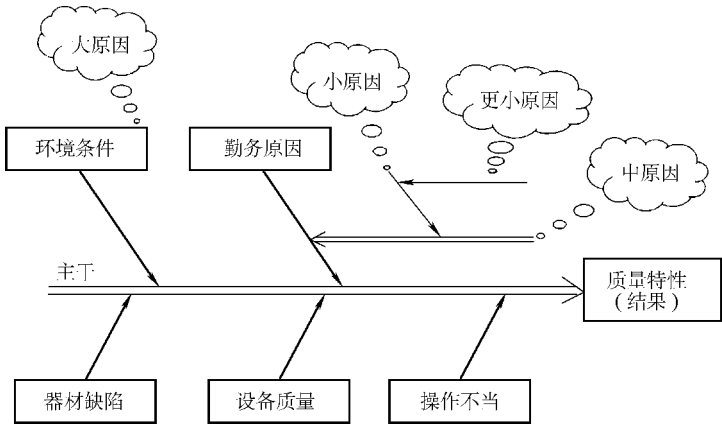 大原因
小原因
更小原因
中原因
环境条件
勤务原因
主干
质量特性
（结果）
器材缺陷
设备质量
操作不当